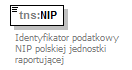 tns:NIP
Identyfikator podatkowy
NIP polskiej jednostki
raportującej